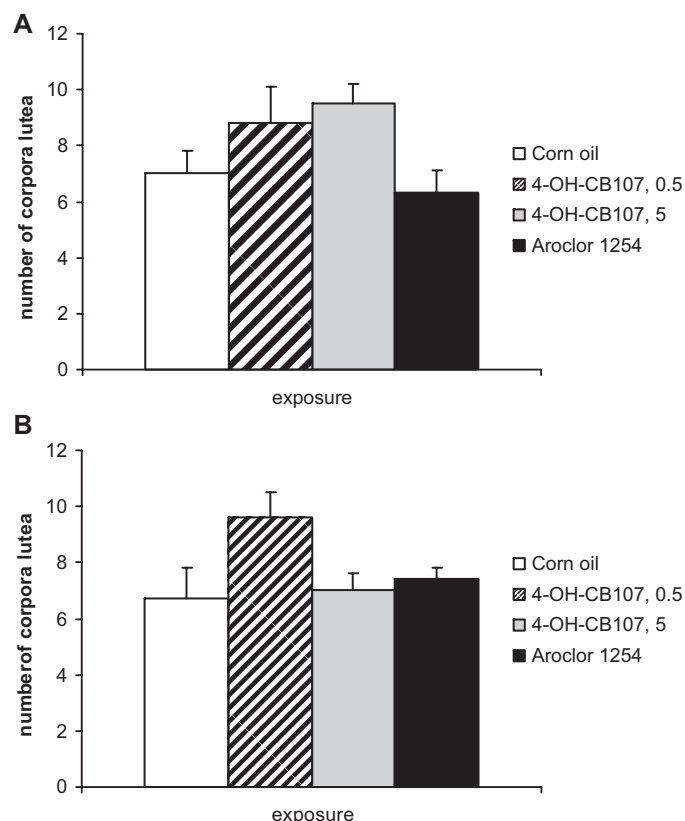 A
12
10
8
6
4
2
0
number of corpora lutea
exposure
Corn oil
4-OH-CB107, 0.5
4-OH-CB107, 5
Aroclor 1254
B
12
10
8
6
4
2
0
numberof corpora lutea
exposure
Corn oil
4-OH-CB107, 0.5
4-OH-CB107, 5
Aroclor 1254